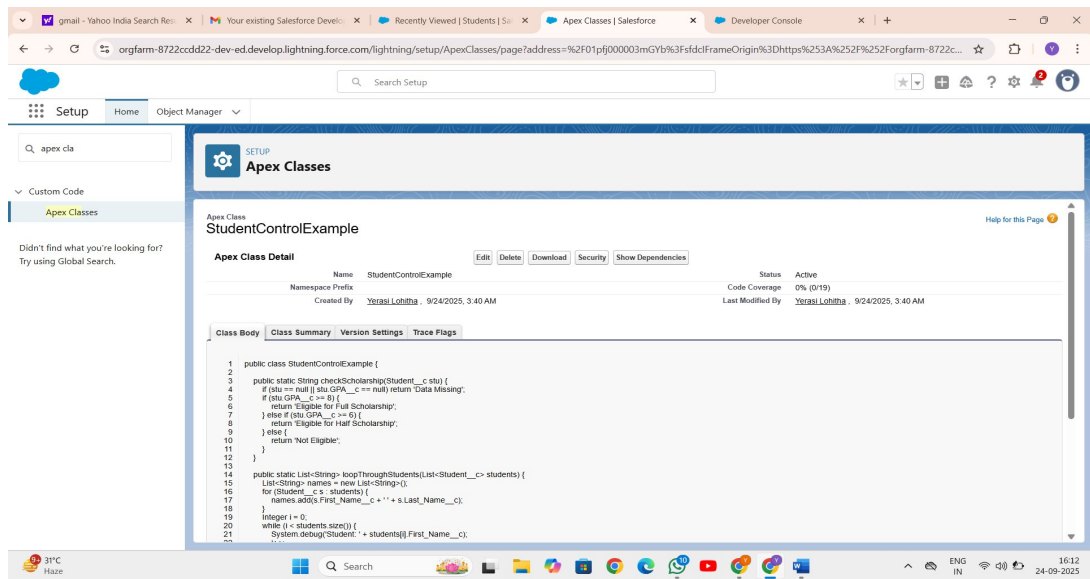 gmail - Yahoo India Search Res
Your existing Salesforce Develo
Recently Viewed | Students | Sal
Apex Classes | Salesforce
Developer Console
orgfarm-8722ccdd22-dev-ed.develop.lightning.force.com/lightning/setup/ApexClasses/page?address=%2F01pfj000003mGYb%3FsfdcIFrameOrigin%3Dhttps%253A%252F%252Forgfarm-8722c...
Y
Search Setup
2
Setup
Home
Object Manager
apex cla
Custom Code
Apex Classes
Didn't find what you're looking for?
Try using Global Search.
SETUP
Apex Classes
Apex Class
StudentControlExample
Help for this Page
Apex Class Detail
Edit Delete Download Security Show Dependencies
Name StudentControlExample Status Active
Namespace Prefix Code Coverage 0% (0/19)
Created By Yerasi Lohitha , 9/24/2025, 3:40 AM Last Modified By Yerasi Lohitha , 9/24/2025, 3:40 AM
Class Body Class Summary Version Settings Trace Flags
1 public class StudentControlExample {
2
3 public static String checkScholarship(Student__c stu) {
4 if (stu == null || stu.GPA__c == null) return 'Data Missing';
5 if (stu.GPA__c >= 8) {
6 return 'Eligible for Full Scholarship';
7 } else if (stu.GPA__c >= 6) {
8 return 'Eligible for Half Scholarship';
9 } else {
10 return 'Not Eligible';
11 }
12 }
13
14 public static List<String> loopThroughStudents(List<Student__c> students) {
15 List<String> names = new List<String>();
16 for (Student__c s : students) {
17 names.add(s.First_Name__c + ' ' + s.Last_Name__c);
18 }
19 Integer i = 0;
20 while (i < students.size()) {
21 System.debug('Student: ' + students[i].First_Name__c);
9+
31°C
Haze
Search
ENG
IN
16:12
24-09-2025